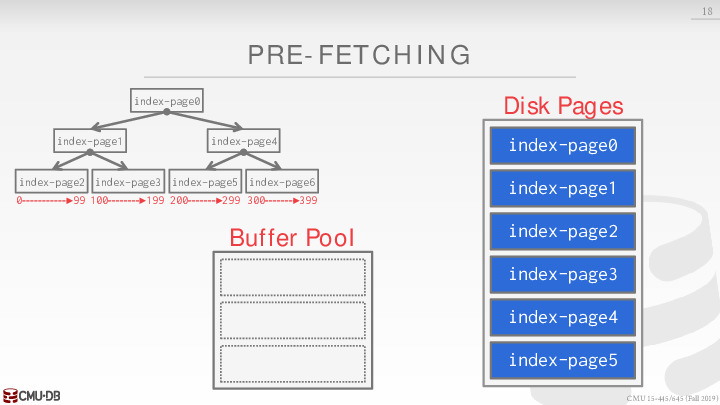 18
PRE-FETCHING
index-page0
index-page1
index-page4
index-page2
index-page3
index-page5
index-page6
0 99 100 199 200 299 300 399
Buffer Pool
Disk Pages
index-page0
index-page1
index-page2
index-page3
index-page4
index-page5
CMU·DB
CMU 15-445/645 (Fall 2019)